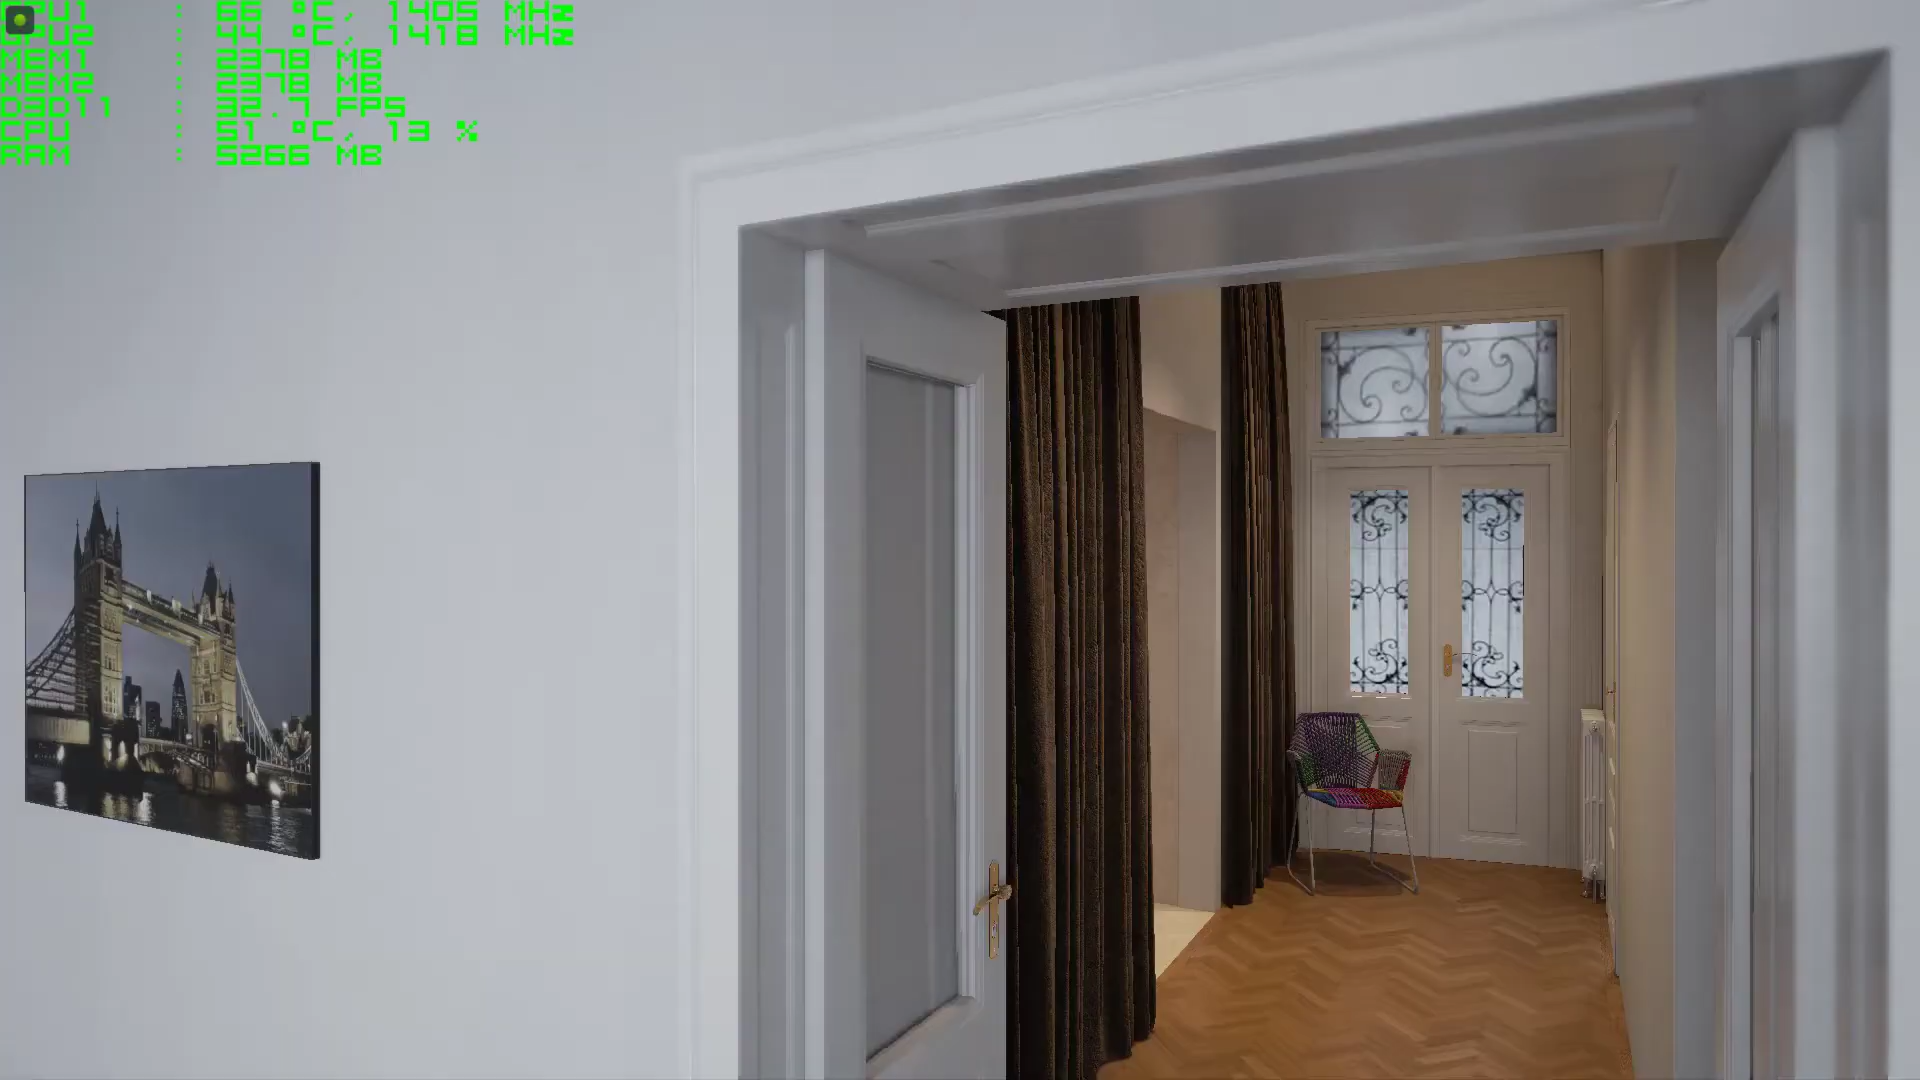 GPU1 : 66 °C, 1405 MHz
GPU2 : 44 °C, 1418 MHz
MEM1 : 2378 MB
MEM2 : 2378 MB
D3D11 : 32.7 FPS
CPU : 51 °C, 13 %
RAM : 5266 MB